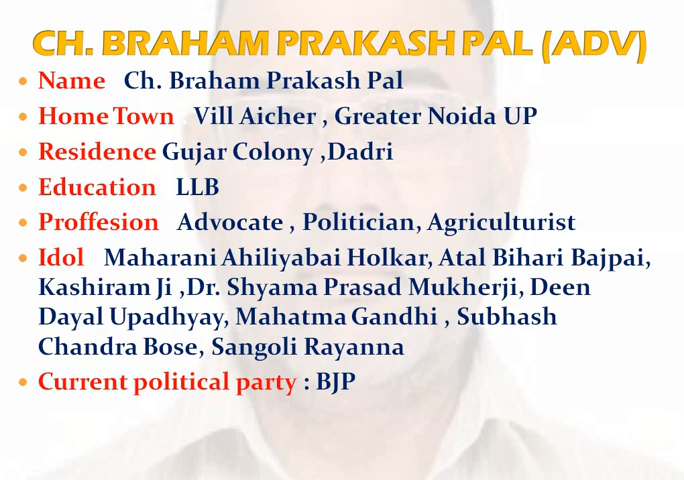 CH. BRAHAM PRAKASH PAL (ADV)
Name Ch. Braham Prakash Pal
Home Town Vill Aicher , Greater Noida UP
Residence Gujar Colony ,Dadri
Education LLB
Proffesion Advocate , Politician, Agriculturist
Idol Maharani Ahiliyabai Holkar, Atal Bihari Bajpai,
Kashiram Ji ,Dr. Shyama Prasad Mukherji, Deen
Dayal Upadhyay, Mahatma Gandhi , Subhash
Chandra Bose, Sangoli Rayanna
Current political party : BJP